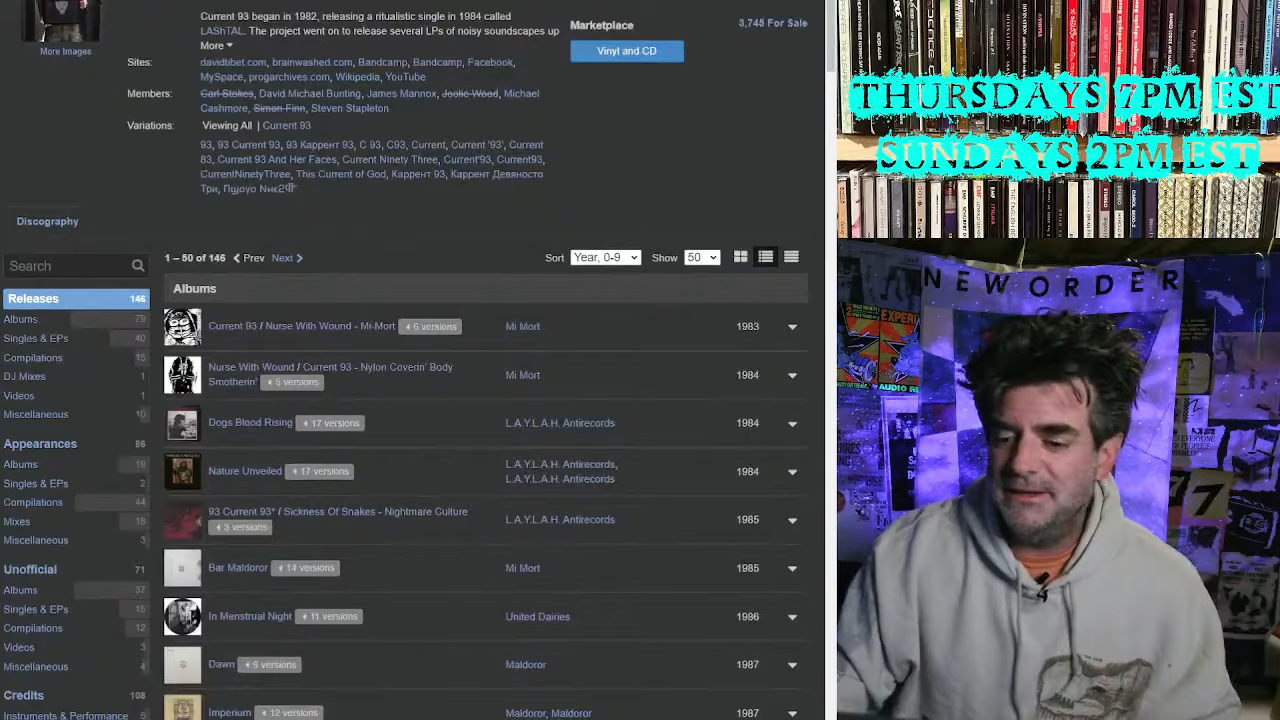 Current 93 began in 1982, releasing a ritualistic single in 1984 called
LAShTAL. The project went on to release several LPs of noisy soundscapes up
More
More Images
Marketplace
3,745 For Sale
Vinyl and CD
Sites: davidtibet.com, brainwashed.com, Bandcamp, Bandcamp, Facebook,
MySpace, progarchives.com, Wikipedia, YouTube
Members: Carl Stokes, David Michael Bunting, James Mannox, Joolie Wood, Michael
Cashmore, Simon Finn, Steven Stapleton
Variations: Viewing All | Current 93
93, 93 Current 93, 93 Каррент 93, C 93, C93, Current, Current '93', Current
83, Current 93 And Her Faces, Current Ninety Three, Current'93, Current93,
CurrentNinetyThree, This Current of God, Каррент 93, Каррент Девяносто
Три,
Discography
Search
1 – 50 of 146 Prev Next
Sort Year, 0-9 Show 50
Releases 146
Albums 79
Singles & EPs 40
Compilations 15
DJ Mixes 1
Videos 1
Miscellaneous 10
Appearances 86
Albums 19
Singles & EPs 2
Compilations 44
Mixes 18
Miscellaneous 3
Unofficial 71
Albums 37
Singles & EPs 15
Compilations 12
Videos 3
Miscellaneous 4
Credits 108
Instruments & Performance 5
Albums
Current 93 / Nurse With Wound - Mi-Mort 6 versions Mi Mort 1983
Nurse With Wound / Current 93 - Nylon Coverin' Body
Smotherin' 5 versions Mi Mort 1984
Dogs Blood Rising 17 versions L.A.Y.L.A.H. Antirecords 1984
Nature Unveiled 17 versions L.A.Y.L.A.H. Antirecords,
L.A.Y.L.A.H. Antirecords 1984
93 Current 93* / Sickness Of Snakes - Nightmare Culture
3 versions L.A.Y.L.A.H. Antirecords 1985
Bar Maldoror 14 versions Mi Mort 1985
In Menstrual Night 11 versions United Dairies 1986
Dawn 9 versions Maldoror 1987
Imperium 12 versions Maldoror, Maldoror 1987
THURSDAYS 7PM EST
SUNDAYS 2PM EST
NEW ORDER